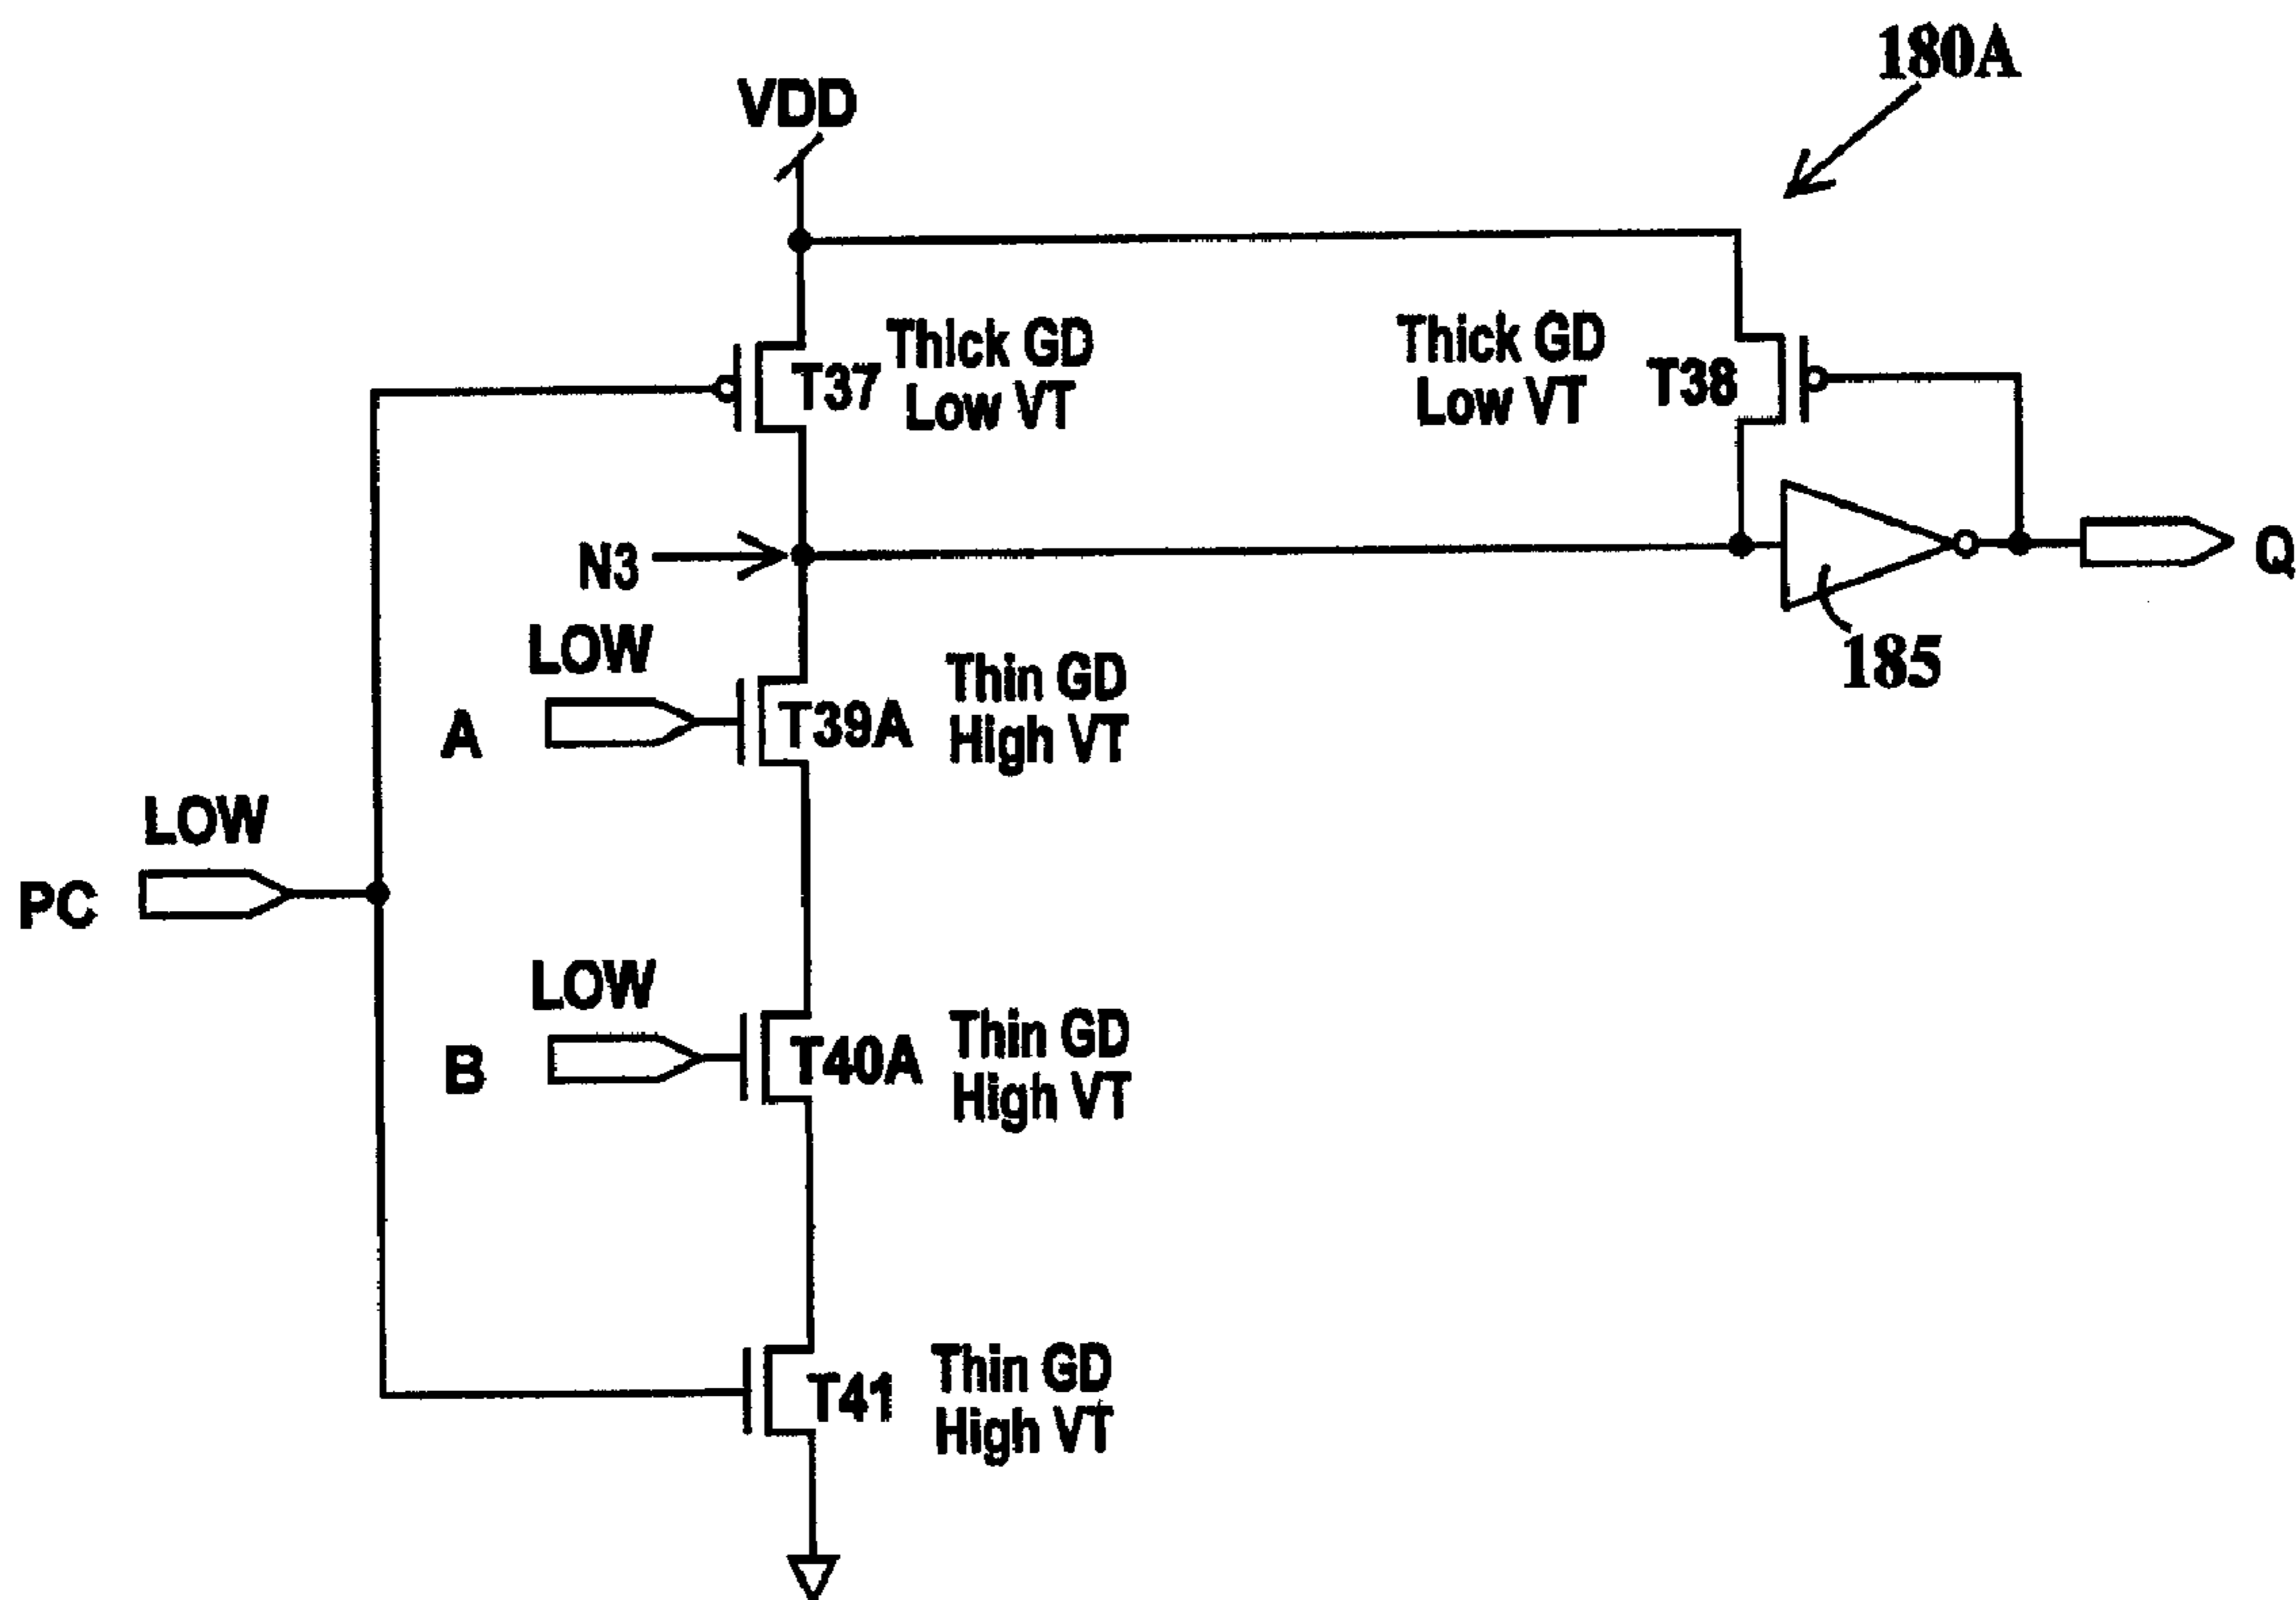 180A
VDD
T37
Thick GD
Low VT
Thick GD
Low VT
T38
N3
Q
185
LOW
A
T39A
Thin GD
High VT
LOW
PC
LOW
B
T40A
Thin GD
High VT
T41
Thin GD
High VT